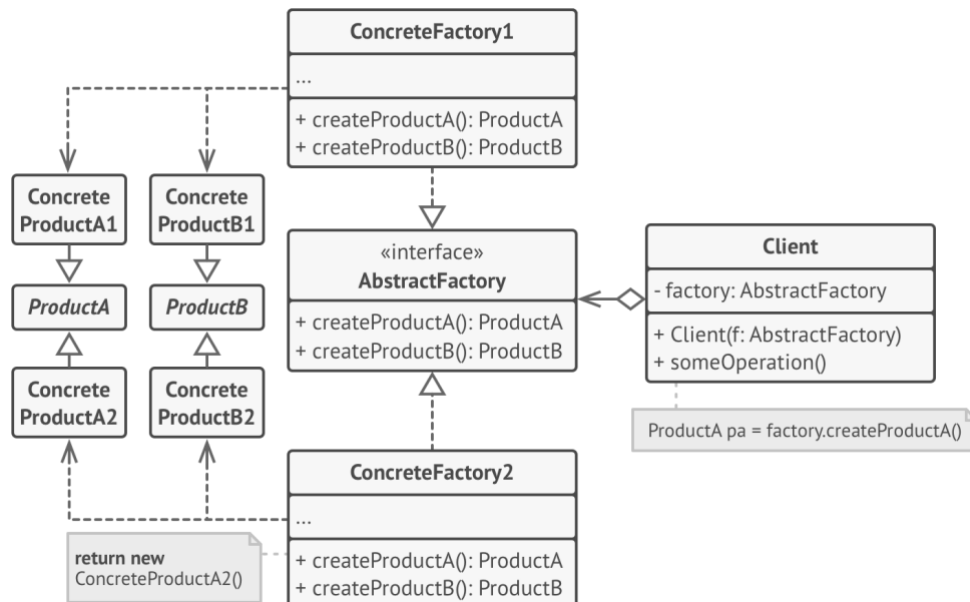 ConcreteFactory1
...
+ createProductA(): ProductA
+ createProductB(): ProductB
Concrete
ProductA1
Concrete
ProductB1
ProductA
ProductB
Concrete
ProductA2
Concrete
ProductB2
«interface»
AbstractFactory
+ createProductA(): ProductA
+ createProductB(): ProductB
Client
- factory: AbstractFactory
+ Client(f: AbstractFactory)
+ someOperation()
ProductA pa = factory.createProductA()
ConcreteFactory2
...
+ createProductA(): ProductA
+ createProductB(): ProductB
return new
ConcreteProductA2()